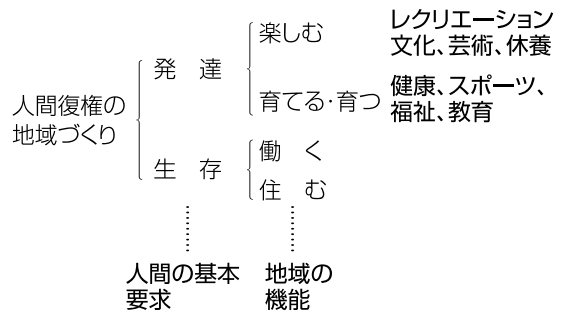 人間復権の
地域づくり
発 達
楽しむ
レクリエーション
文化、芸術、休養
育てる・育つ
健康、スポーツ、
福祉、教育
生 存
働 く
住 む
人間の基本
要求
地域の
機能